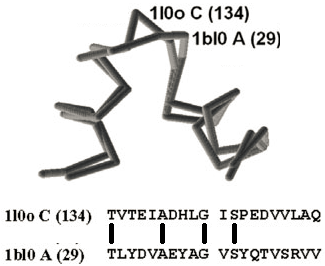 1l0o C (134)
1bl0 A (29)
1l0o C (134) TVTEIADHLG ISPEDVVLAQ
1bl0 A (29) TLYDVAEYAG VSYQTVSRVV